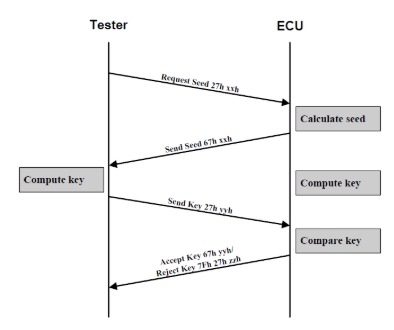 Tester
ECU
Request Seed 27h xxh
Calculate seed
Send Seed 67h xxh
Compute key
Compute key
Send Key 27h yyh
Compare key
Accept Key 67h yyh/
Reject Key 7Fh 27h zzh